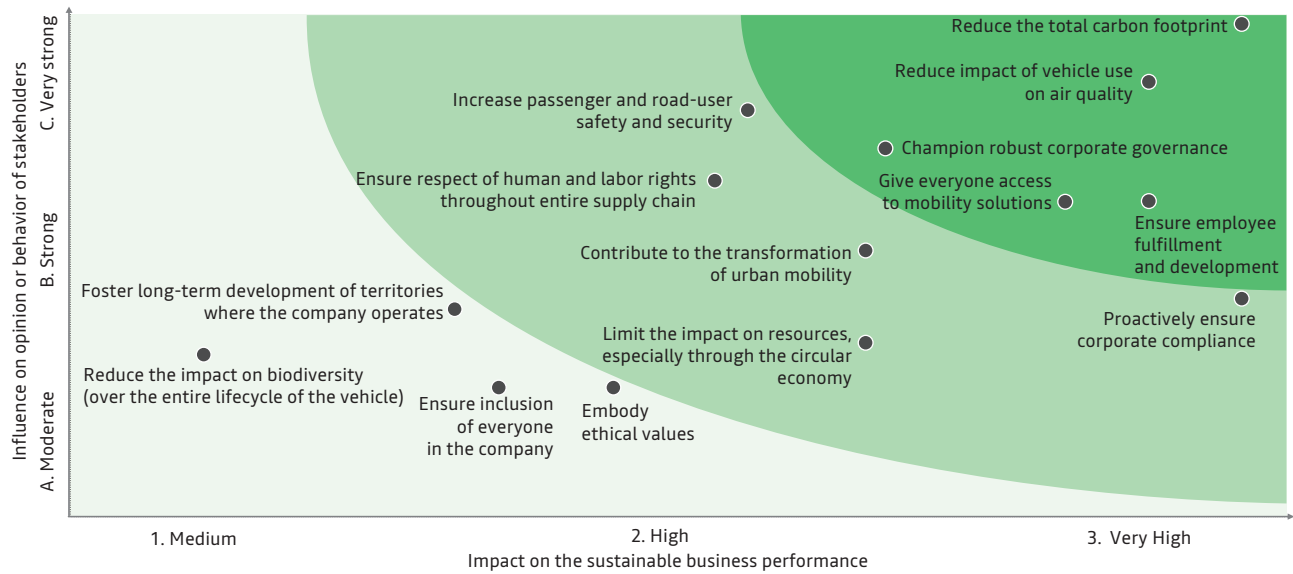 Influence on opinion or behavior of stakeholders
C. Very strong
B. Strong
A. Moderate
Reduce the total carbon footprint
Reduce impact of vehicle use
on air quality
Increase passenger and road-user
safety and security
Champion robust corporate governance
Ensure respect of human and labor rights
throughout entire supply chain
Give everyone access
to mobility solutions
Ensure employee
fulfillment
and development
Contribute to the transformation
of urban mobility
Foster long-term development of territories
where the company operates
Proactively ensure
corporate compliance
Limit the impact on resources,
especially through the circular
economy
Reduce the impact on biodiversity
(over the entire lifecycle of the vehicle)
Ensure inclusion
of everyone
in the company
Embody
ethical values
1. Medium
2. High
3. Very High
Impact on the sustainable business performance